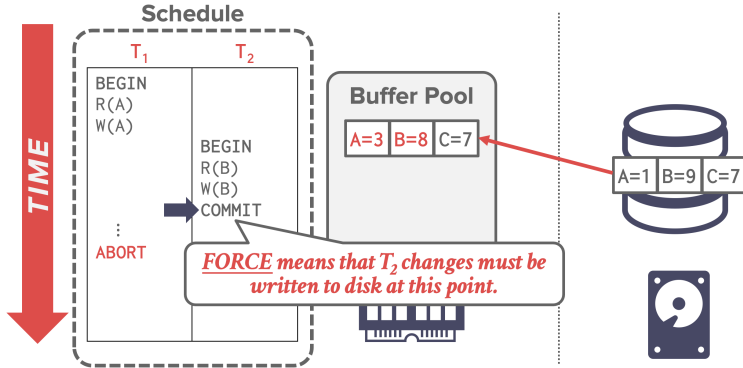 Schedule
TIME
T1
T2
BEGIN
R(A)
W(A)
⋮
ABORT
BEGIN
R(B)
W(B)
COMMIT
Buffer Pool
A=3 B=8 C=7
A=1 B=9 C=7
FORCE means that T2 changes must be
written to disk at this point.